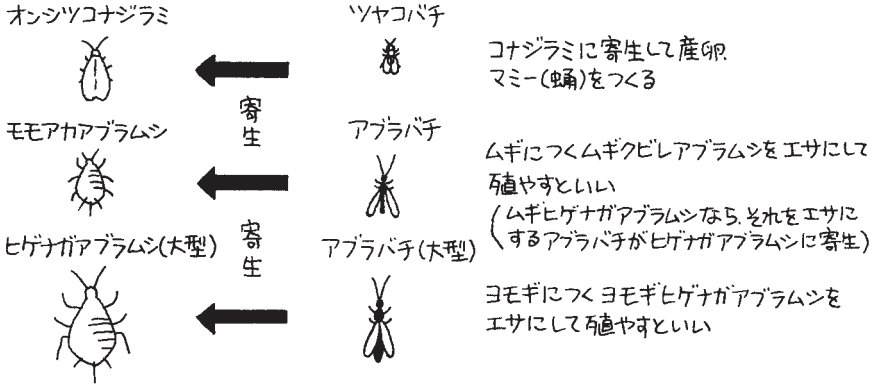 オンシツコナジラミ
ツヤコバチ
コナジラミに寄生して産卵.
マミー(蛹)をつくる
寄生
モモアカアブラムシ
アブラバチ
ムギにつくムギクビレアブラムシをエサにして
殖やすといい
(ムギヒゲナガアブラムシなら、それをエサに
するアブラバチがヒゲナガアブラムシに寄生)
寄生
ヒゲナガアブラムシ(大型)
アブラバチ(大型)
ヨモギにつくヨモギヒゲナガアブラムシを
エサにして殖やすといい